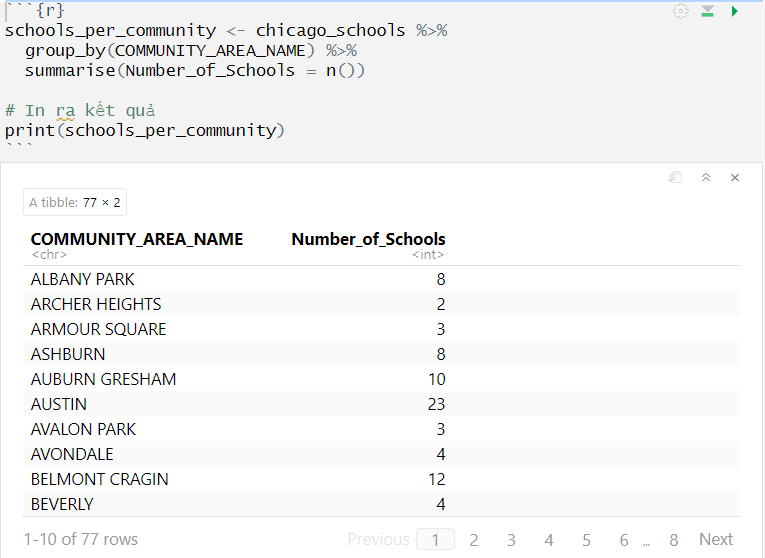 ```{r}
schools_per_community <- chicago_schools %>%
  group_by(COMMUNITY_AREA_NAME) %>%
  summarise(Number_of_Schools = n())
# In ra kết quả
print(schools_per_community)
```
A tibble: 77 × 2
COMMUNITY_AREA_NAME Number_of_Schools
<chr> <int>
ALBANY PARK 8
ARCHER HEIGHTS 2
ARMOUR SQUARE 3
ASHBURN 8
AUBURN GRESHAM 10
AUSTIN 23
AVALON PARK 3
AVONDALE 4
BELMONT CRAGIN 12
BEVERLY 4
1-10 of 77 rows Previous 1 2 3 4 5 6 ... 8 Next